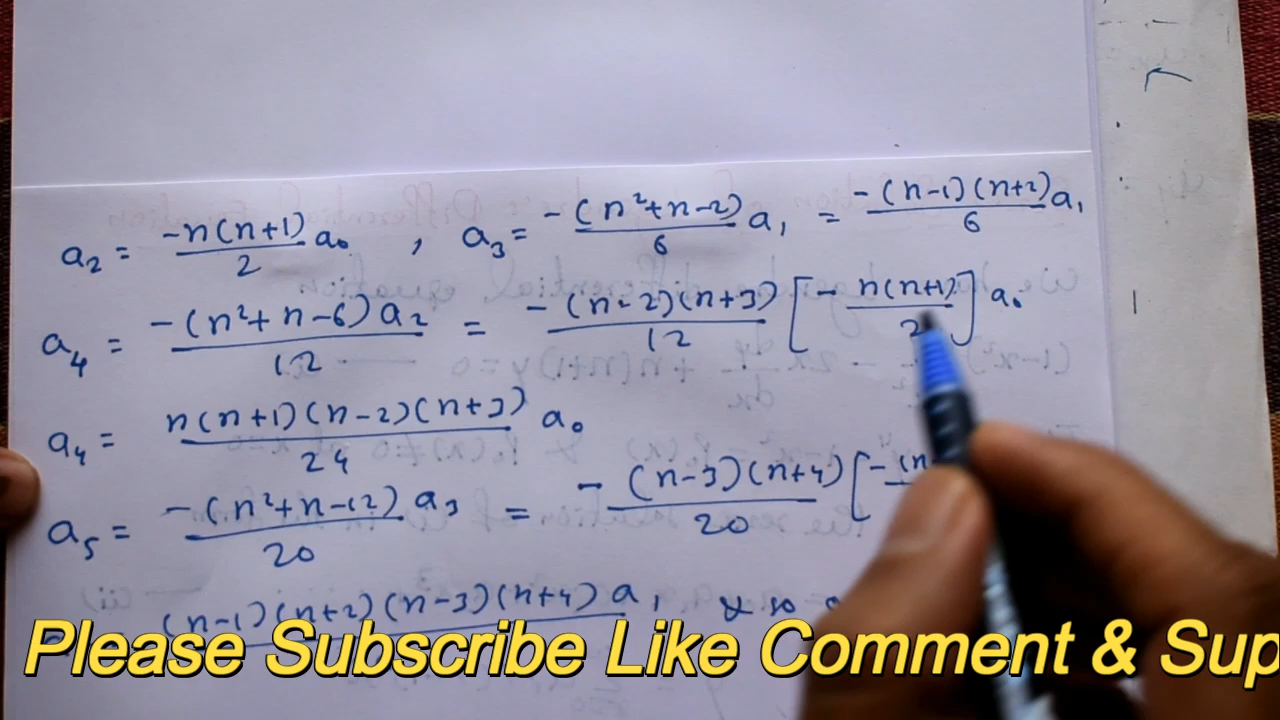 a₂ = -n(n+1)/2 a₀ , a₃ = -(n²+n-2)/6 a₁ = -(n-1)(n+2)/6 a₁
a₄ = -(n²+n-6)a₂/12 = -(n-2)(n+3)/12 [- n(n+1)/2] a₀
a₄ = n(n+1)(n-2)(n+3)/24 a₀
a₅ = -(n²+n-12)/20 a₃ = -(n-3)(n+4)/20 [-(n
(n-1)(n+2)(n-3)(n+4) a₁ & so
Please Subscribe Like Comment & Sup